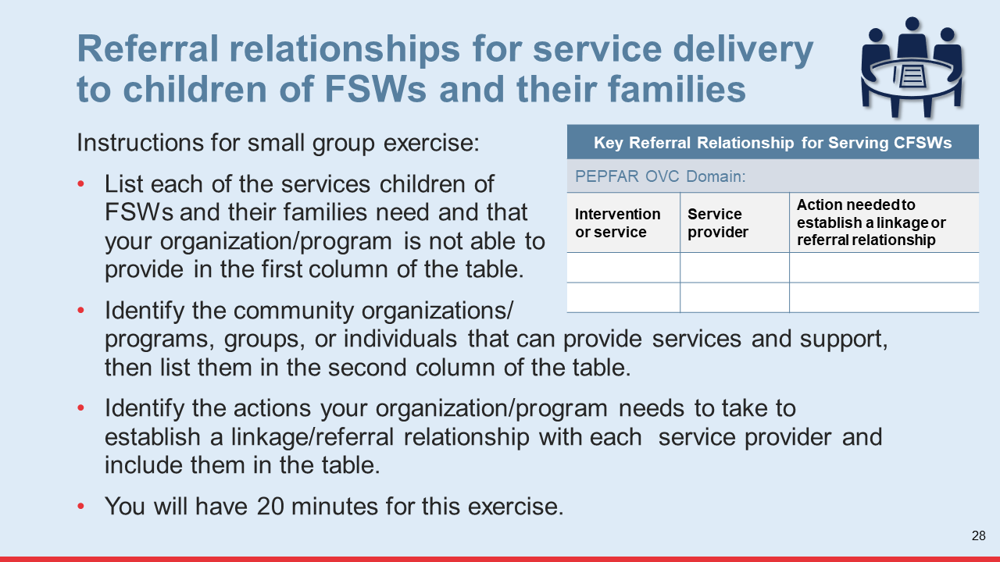 Referral relationships for service delivery
to children of FSWs and their families
Instructions for small group exercise:
• List each of the services children of
FSWs and their families need and that
your organization/program is not able to
provide in the first column of the table.
• Identify the community organizations/
programs, groups, or individuals that can provide services and support,
then list them in the second column of the table.
• Identify the actions your organization/program needs to take to
establish a linkage/referral relationship with each service provider and
include them in the table.
• You will have 20 minutes for this exercise.
Key Referral Relationship for Serving CFSWs
PEPFAR OVC Domain:
Intervention
or service
Service
provider
Action needed to
establish a linkage or
referral relationship
28